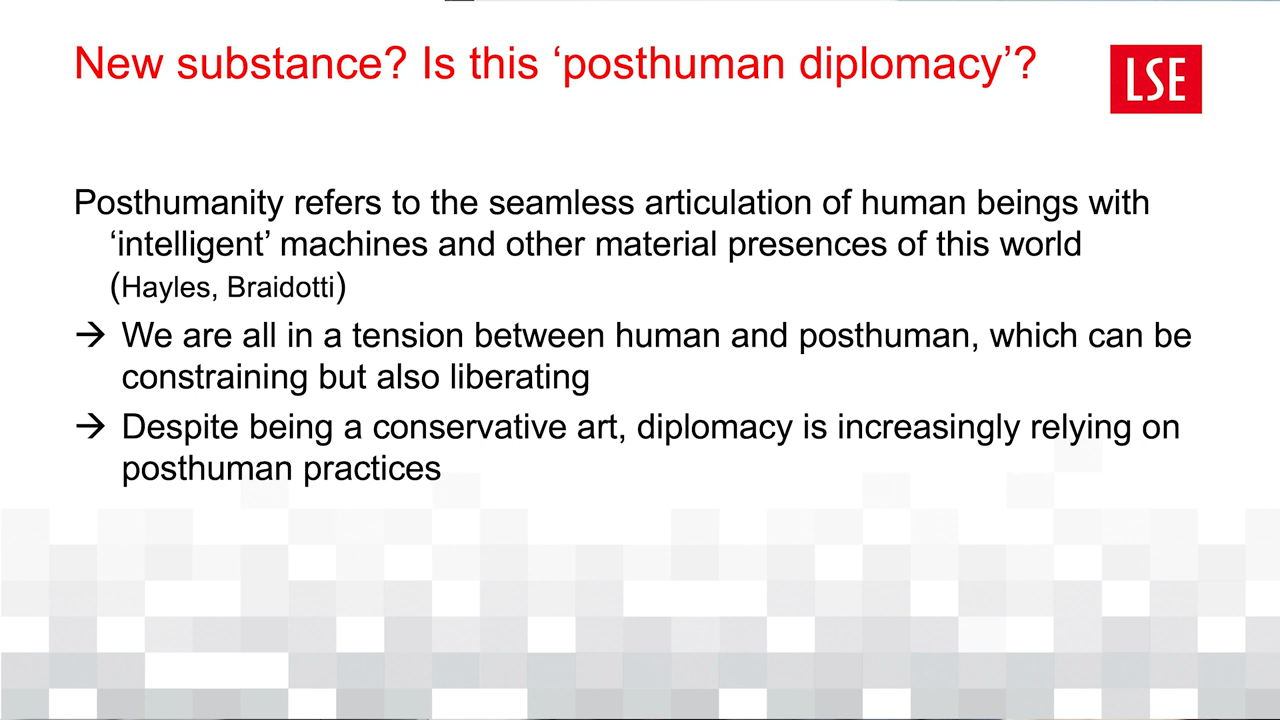 New substance? Is this ‘posthuman diplomacy’?
LSE
Posthumanity refers to the seamless articulation of human beings with
‘intelligent’ machines and other material presences of this world
(Hayles, Braidotti)
→ We are all in a tension between human and posthuman, which can be
constraining but also liberating
→ Despite being a conservative art, diplomacy is increasingly relying on
posthuman practices